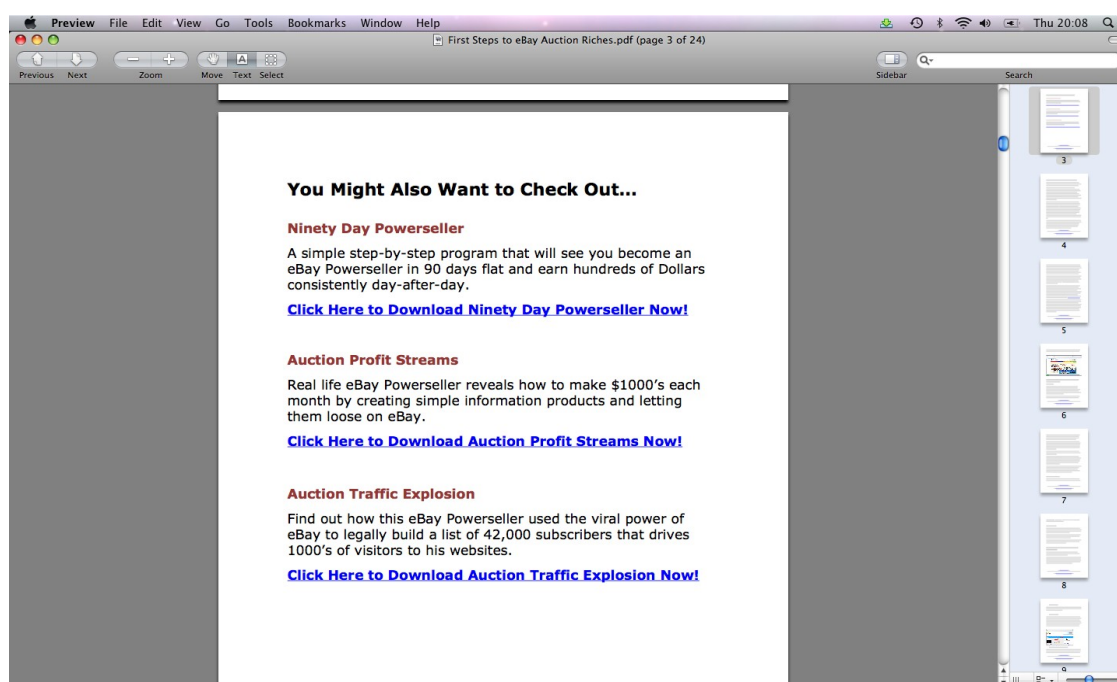 Preview File Edit View Go Tools Bookmarks Window Help Thu 20:08
First Steps to eBay Auction Riches.pdf (page 3 of 24)
Previous Next Zoom Move Text Select Sidebar Search
You Might Also Want to Check Out...
Ninety Day Powerseller
A simple step-by-step program that will see you become an
eBay Powerseller in 90 days flat and earn hundreds of Dollars
consistently day-after-day.
Click Here to Download Ninety Day Powerseller Now!
Auction Profit Streams
Real life eBay Powerseller reveals how to make $1000's each
month by creating simple information products and letting
them loose on eBay.
Click Here to Download Auction Profit Streams Now!
Auction Traffic Explosion
Find out how this eBay Powerseller used the viral power of
eBay to legally build a list of 42,000 subscribers that drives
1000's of visitors to his websites.
Click Here to Download Auction Traffic Explosion Now!
3
4
5
6
7
8
9